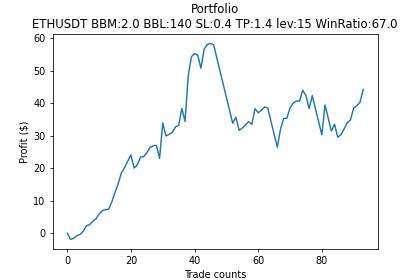 Portfolio
ETHUSDT BBM:2.0 BBL:140 SL:0.4 TP:1.4 lev:15 WinRatio:67.0
60
50
40
30
20
10
0
Profit ($)
0 20 40 60 80
Trade counts